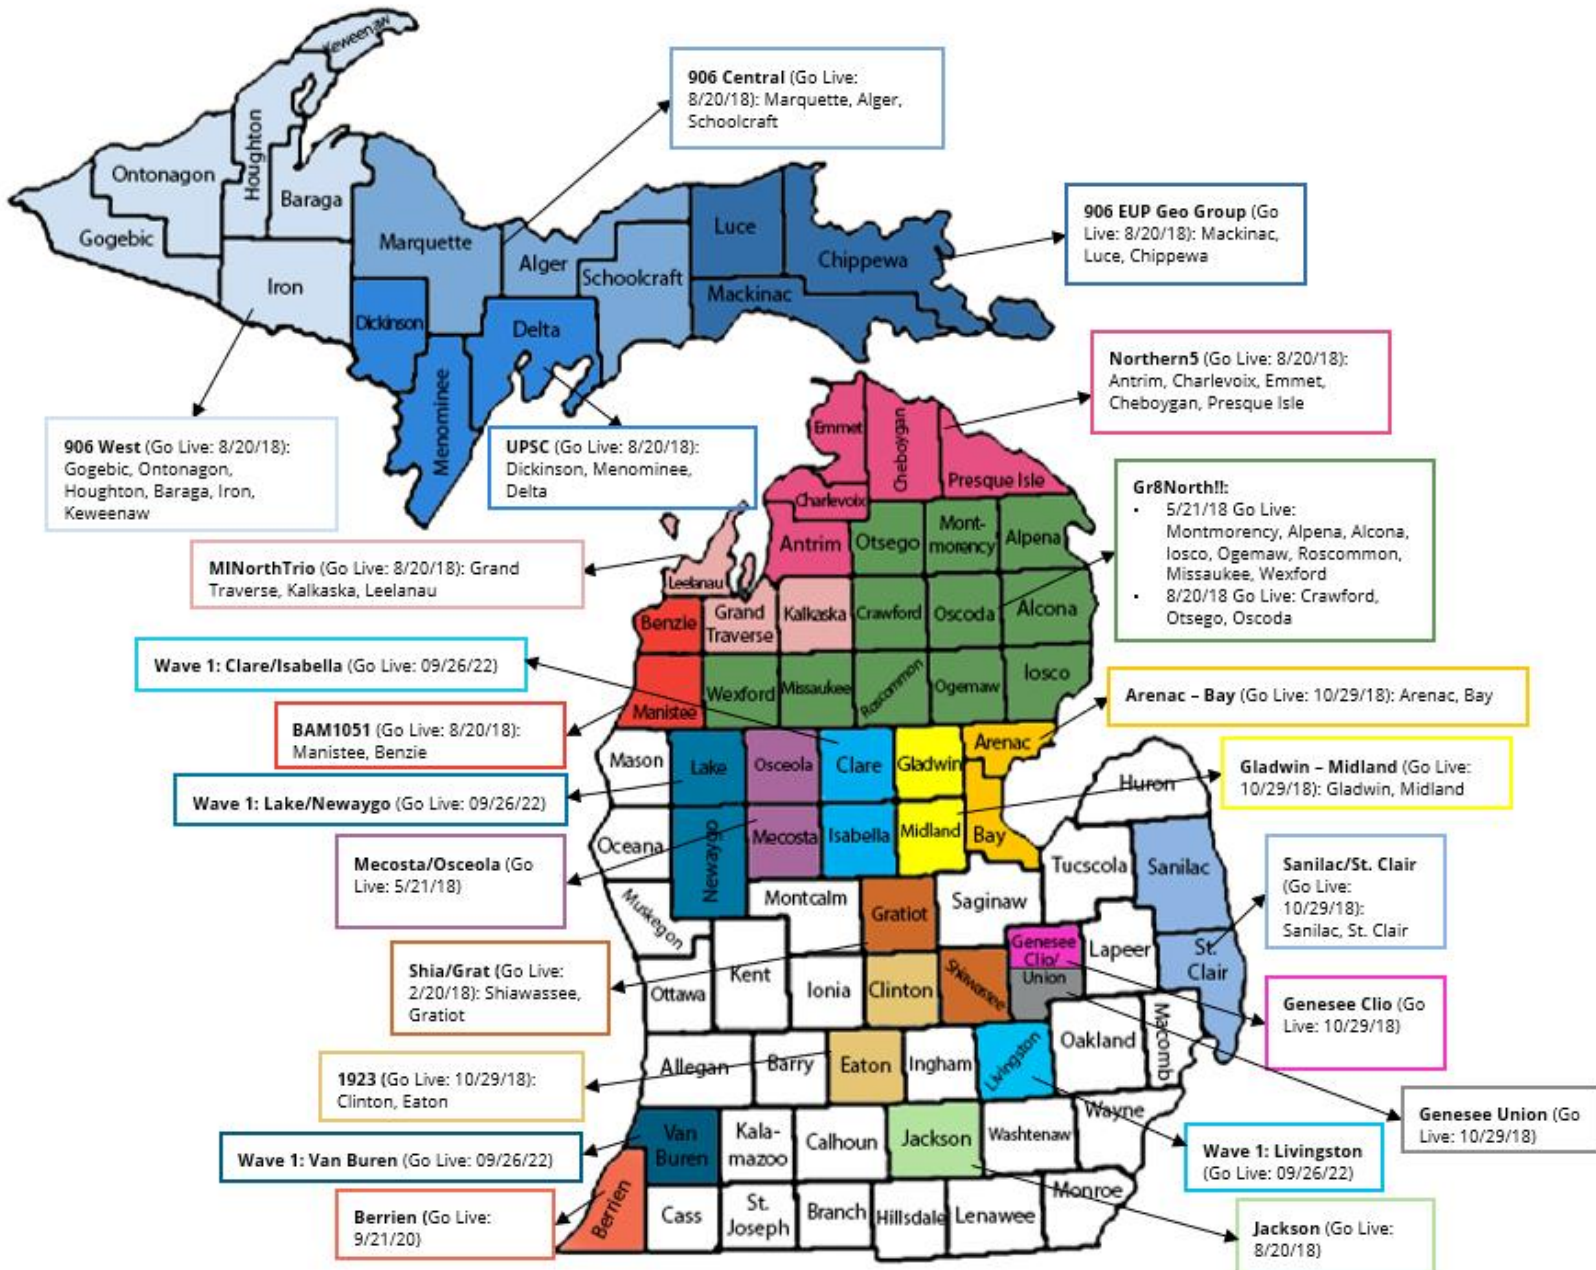 Keweenaw
906 Central (Go Live:
8/20/18): Marquette, Alger,
Schoolcraft
Ontonagon
Houghton
Baraga
Gogebic
Iron
Marquette
Alger
Schoolcraft
Luce
Chippewa
Mackinac
Dickinson
Delta
Menominee
906 EUP Geo Group (Go
Live: 8/20/18): Mackinac,
Luce, Chippewa
906 West (Go Live: 8/20/18):
Gogebic, Ontonagon,
Houghton, Baraga, Iron,
Keweenaw
UPSC (Go Live: 8/20/18):
Dickinson, Menominee,
Delta
Northern5 (Go Live: 8/20/18):
Antrim, Charlevoix, Emmet,
Cheboygan, Presque Isle
Emmet
Cheboygan
Presque Isle
Charlevoix
Gr8North!!:
• 5/21/18 Go Live:
Montmorency, Alpena, Alcona,
Iosco, Ogemaw, Roscommon,
Missaukee, Wexford
• 8/20/18 Go Live: Crawford,
Otsego, Oscoda
Antrim
Otsego
Mont-
morency
Alpena
MINorthTrio (Go Live: 8/20/18): Grand
Traverse, Kalkaska, Leelanau
Leelanau
Benzie
Grand
Traverse
Kalkaska
Crawford
Oscoda
Alcona
Wave 1: Clare/Isabella (Go Live: 09/26/22)
Manistee
Wexford
Missaukee
Roscommon
Ogemaw
Iosco
BAM1051 (Go Live: 8/20/18):
Manistee, Benzie
Arenac – Bay (Go Live: 10/29/18): Arenac, Bay
Mason
Lake
Osceola
Clare
Gladwin
Arenac
Gladwin – Midland (Go Live:
10/29/18): Gladwin, Midland
Wave 1: Lake/Newaygo (Go Live: 09/26/22)
Huron
Oceana
Newaygo
Mecosta
Isabella
Midland
Bay
Mecosta/Osceola (Go
Live: 5/21/18)
Tucscola
Sanilac
Sanilac/St. Clair
(Go Live:
10/29/18):
Sanilac, St. Clair
Muskegon
Montcalm
Gratiot
Saginaw
Genesee
Clio/
Union
Lapeer
St.
Clair
Shia/Grat (Go Live:
2/20/18): Shiawassee,
Gratiot
Ottawa
Kent
Ionia
Clinton
Shiawassee
Genesee Clio (Go
Live: 10/29/18)
1923 (Go Live: 10/29/18):
Clinton, Eaton
Allegan
Barry
Eaton
Ingham
Livingston
Oakland
Macomb
Genesee Union (Go
Live: 10/29/18)
Wave 1: Van Buren (Go Live: 09/26/22)
Van
Buren
Kala-
mazoo
Calhoun
Jackson
Washtenaw
Wayne
Wave 1: Livingston
(Go Live: 09/26/22)
Berrien (Go Live:
9/21/20)
Berrien
Cass
St.
Joseph
Branch
Hillsdale
Lenawee
Monroe
Jackson (Go Live:
8/20/18)